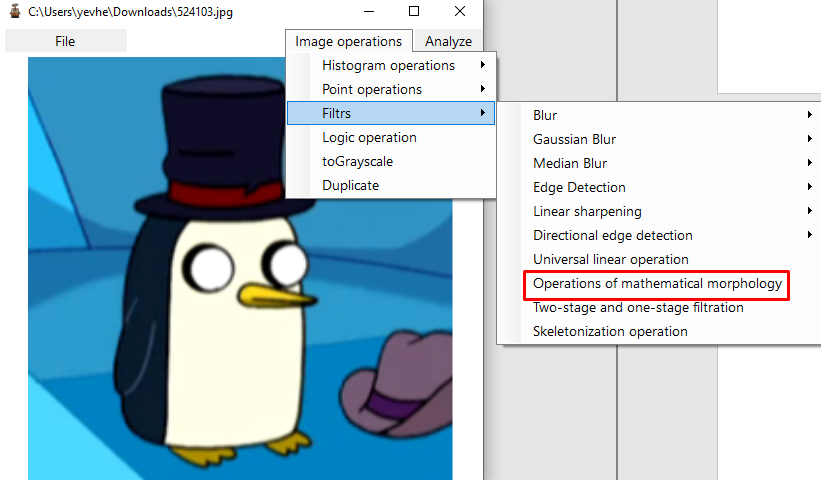 C:\Users\yevhe\Downloads\524103.jpg
File
Image operations
Analyze
Histogram operations
Point operations
Filtrs
Logic operation
toGrayscale
Duplicate
Blur
Gaussian Blur
Median Blur
Edge Detection
Linear sharpening
Directional edge detection
Universal linear operation
Operations of mathematical morphology
Two-stage and one-stage filtration
Skeletonization operation